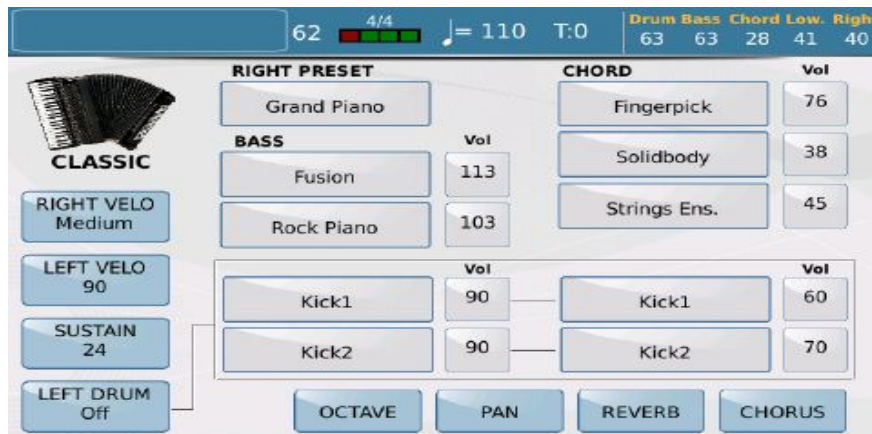 62 4/4 ♩= 110 T:0 Drum Bass Chord Low. Righ
63 63 28 41 40
RIGHT PRESET CHORD Vol
Grand Piano Fingerpick 76
BASS Vol
CLASSIC Fusion 113 Solidbody 38
RIGHT VELO
Medium Rock Piano 103 Strings Ens. 45
LEFT VELO
90 Vol Vol
Kick1 90 Kick1 60
SUSTAIN
24 Kick2 90 Kick2 70
LEFT DRUM
Off OCTAVE PAN REVERB CHORUS